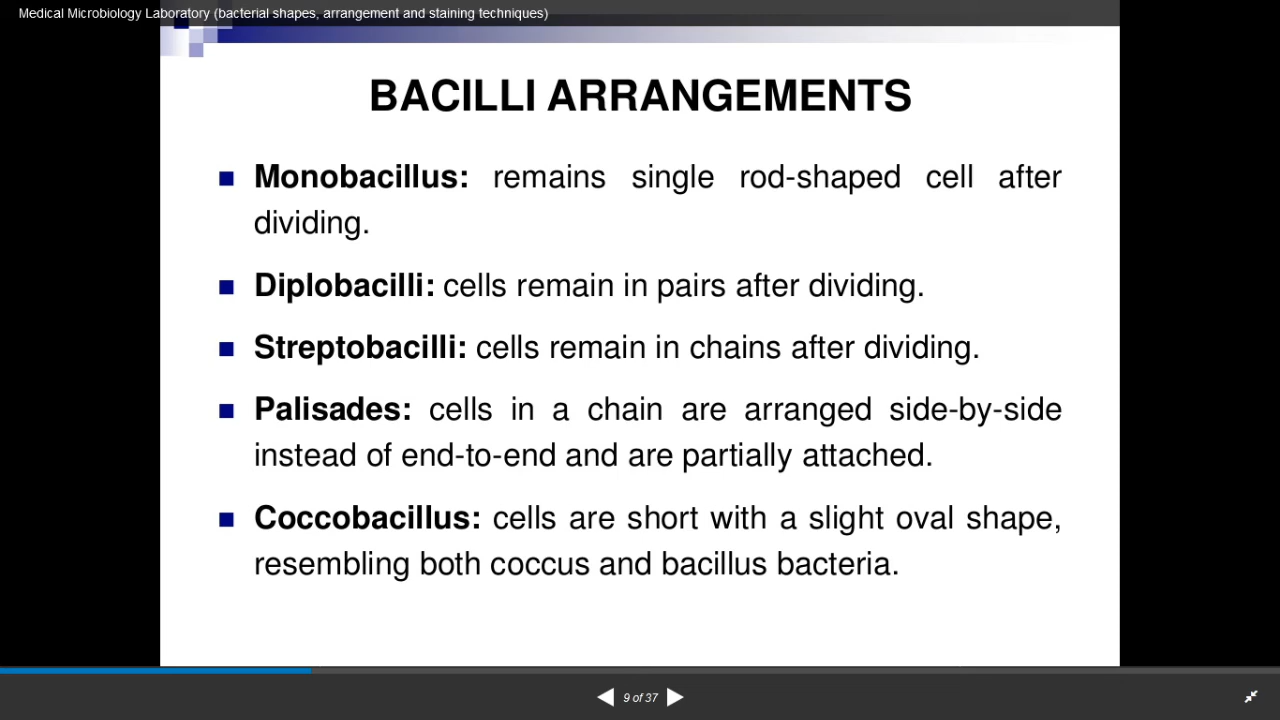 Medical Microbiology Laboratory (bacterial shapes, arrangement and staining techniques)
BACILLI ARRANGEMENTS
Monobacillus: remains single rod-shaped cell after
dividing.
Diplobacilli: cells remain in pairs after dividing.
Streptobacilli: cells remain in chains after dividing.
Palisades: cells in a chain are arranged side-by-side
instead of end-to-end and are partially attached.
Coccobacillus: cells are short with a slight oval shape,
resembling both coccus and bacillus bacteria.
9 of 37